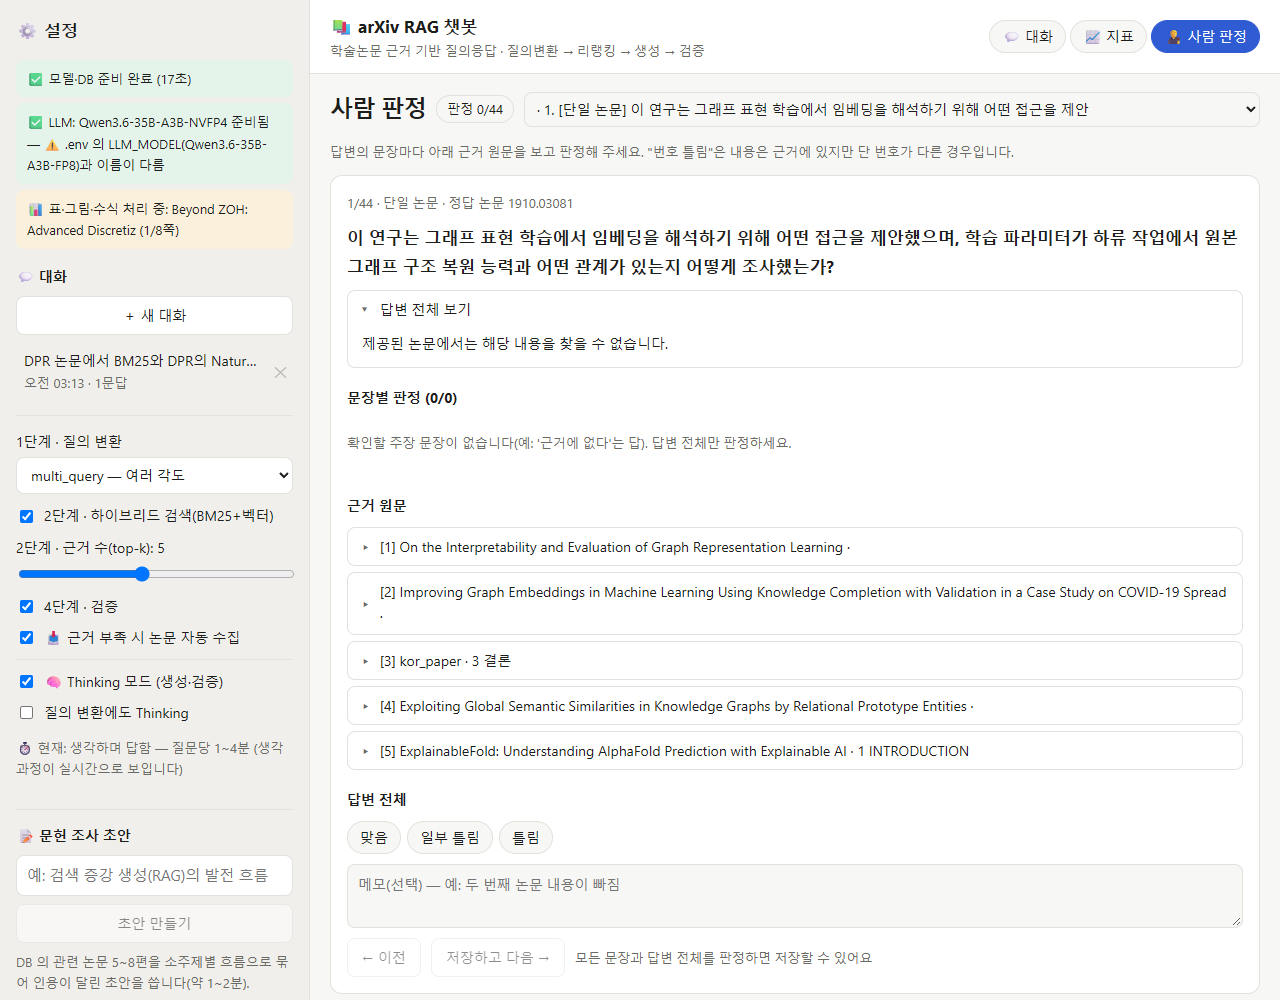 설정
모델·DB 준비 완료 (17초)
LLM: Qwen3.6-35B-A3B-NVFP4 준비됨
— ⚠️ .env 의 LLM_MODEL(Qwen3.6-35B-
A3B-FP8)과 이름이 다름
표·그림·수식 처리 중: Beyond ZOH:
Advanced Discretiz (1/8쪽)
대화
+ 새 대화
DPR 논문에서 BM25와 DPR의 Natur...
오전 03:13 · 1문답
1단계 · 질의 변환
multi_query — 여러 각도
2단계 · 하이브리드 검색(BM25+벡터)
2단계 · 근거 수(top-k): 5
4단계 · 검증
근거 부족 시 논문 자동 수집
Thinking 모드 (생성·검증)
질의 변환에도 Thinking
현재: 생각하며 답함 — 질문당 1~4분 (생각
과정이 실시간으로 보입니다)
문헌 조사 초안
예: 검색 증강 생성(RAG)의 발전 흐름
초안 만들기
DB 의 관련 논문 5~8편을 소주제별 흐름으로 묶
어 인용이 달린 초안을 씁니다(약 1~2분).
arXiv RAG 챗봇
학술논문 근거 기반 질의응답 · 질의변환 → 리랭킹 → 생성 → 검증
대화
지표
사람 판정
사람 판정
판정 0/44
· 1. [단일 논문] 이 연구는 그래프 표현 학습에서 임베딩을 해석하기 위해 어떤 접근을 제안
답변의 문장마다 아래 근거 원문을 보고 판정해 주세요. "번호 틀림"은 내용은 근거에 있지만 단 번호가 다른 경우입니다.
1/44 · 단일 논문 · 정답 논문 1910.03081
이 연구는 그래프 표현 학습에서 임베딩을 해석하기 위해 어떤 접근을 제안했으며, 학습 파라미터가 하류 작업에서 원본
그래프 구조 복원 능력과 어떤 관계가 있는지 어떻게 조사했는가?
답변 전체 보기
제공된 논문에서는 해당 내용을 찾을 수 없습니다.
문장별 판정 (0/0)
확인할 주장 문장이 없습니다(예: '근거에 없다'는 답). 답변 전체만 판정하세요.
근거 원문
[1] On the Interpretability and Evaluation of Graph Representation Learning ·
[2] Improving Graph Embeddings in Machine Learning Using Knowledge Completion with Validation in a Case Study on COVID-19 Spread
·
[3] kor_paper · 3 결론
[4] Exploiting Global Semantic Similarities in Knowledge Graphs by Relational Prototype Entities ·
[5] ExplainableFold: Understanding AlphaFold Prediction with Explainable AI · 1 INTRODUCTION
답변 전체
맞음
일부 틀림
틀림
메모(선택) — 예: 두 번째 논문 내용이 빠짐
← 이전
저장하고 다음 →
모든 문장과 답변 전체를 판정하면 저장할 수 있어요